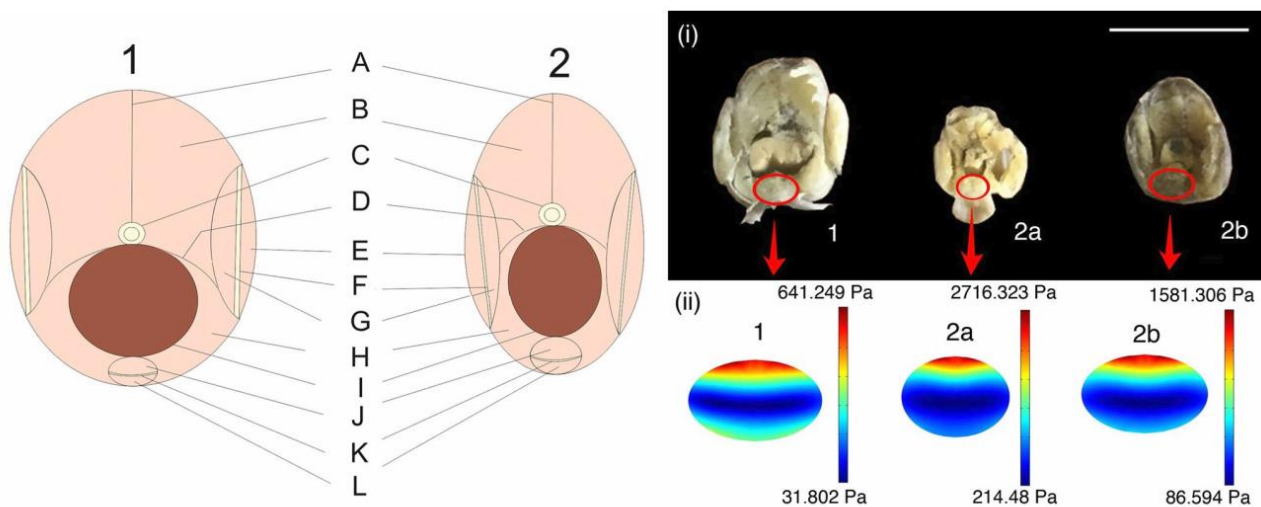 1
2
A
B
C
D
E
F
G
H
I
J
K
L
(i)
1
2a
2b
641.249 Pa
2716.323 Pa
1581.306 Pa
(ii)
1
2a
2b
31.802 Pa
214.48 Pa
86.594 Pa